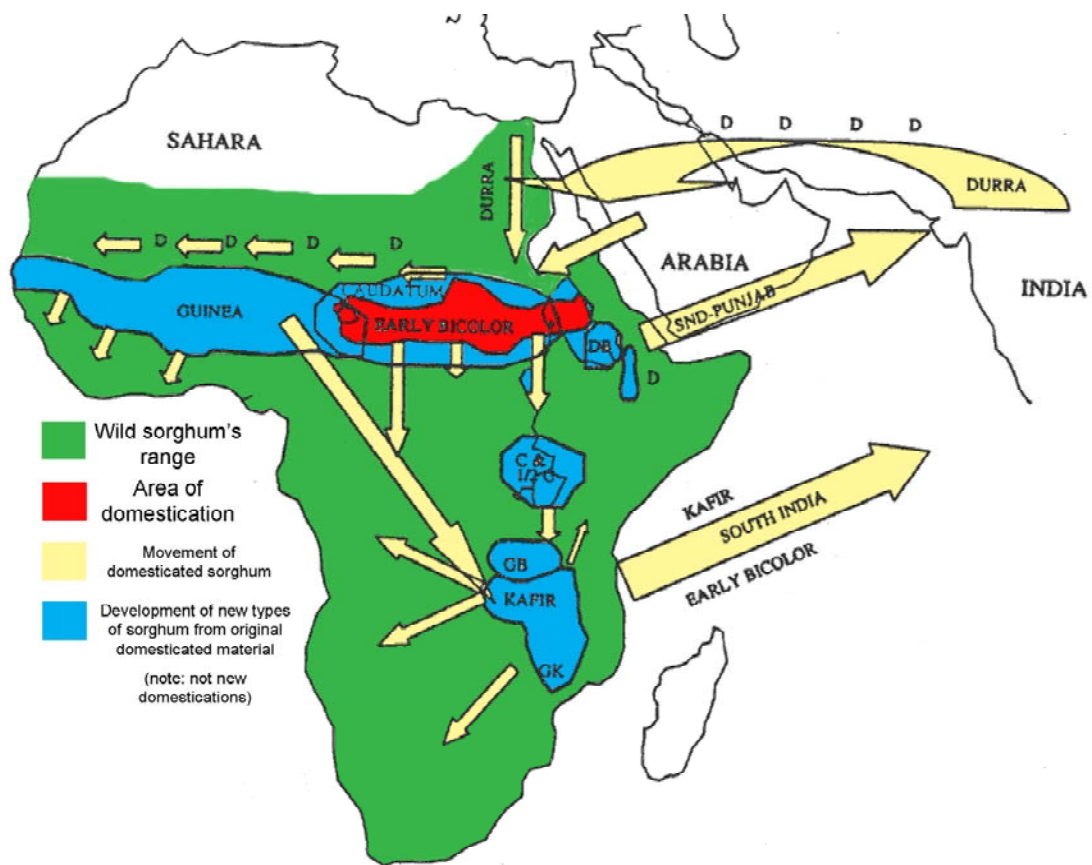 SAHARA
D D D D
DURRA
DURRA
D D D D
ARABIA
INDIA
CAUDATUM
GUINEA
EARLY BICOLOR
SND-PUNJAB
DB
D
C &
GB
KAFIR
GK
KAFIR
SOUTH INDIA
EARLY BICOLOR
Wild sorghum's
range
Area of
domestication
Movement of
domesticated sorghum
Development of new types
of sorghum from original
domesticated material
(note: not new
domestications)